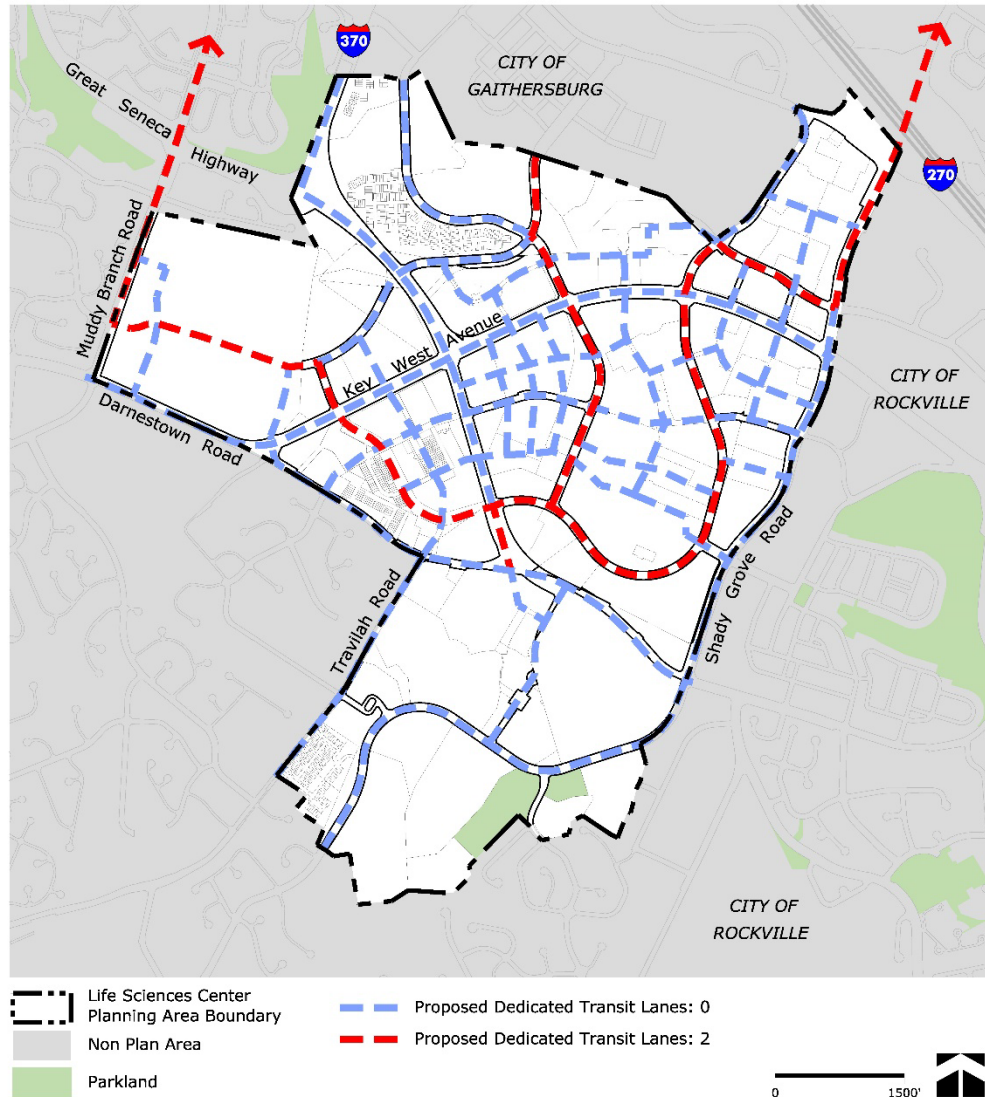 370
CITY OF
GAITHERSBURG
Great Seneca
Highway
270
Muddy Branch Road
Key West Avenue
CITY OF
ROCKVILLE
Darnestown Road
Travilah Road
Shady Grove Road
CITY OF
ROCKVILLE
Life Sciences Center
Planning Area Boundary
Non Plan Area
Parkland
Proposed Dedicated Transit Lanes: 0
Proposed Dedicated Transit Lanes: 2
0 1500'